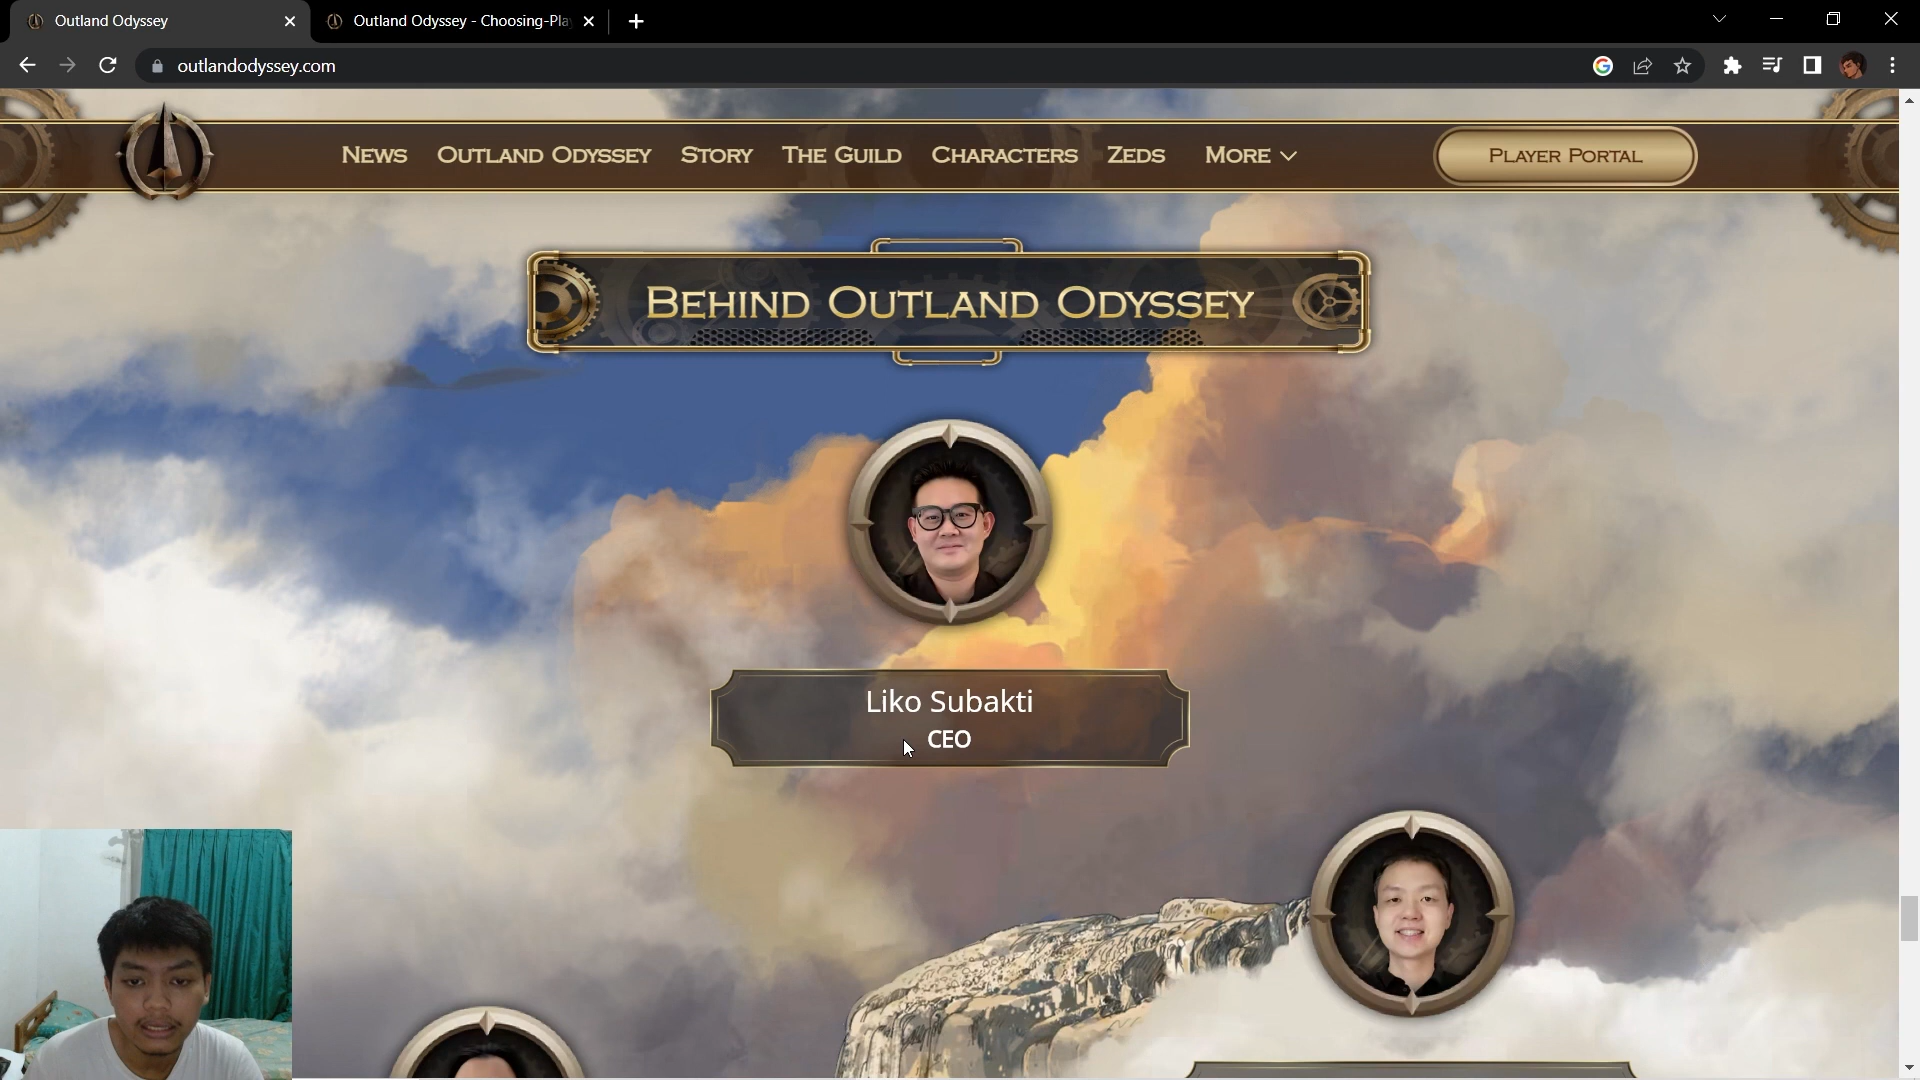 Outland Odyssey
Outland Odyssey - Choosing-Pla
outlandodyssey.com
NEWS OUTLAND ODYSSEY STORY THE GUILD CHARACTERS ZEDS MORE PLAYER PORTAL
BEHIND OUTLAND ODYSSEY
Liko Subakti
CEO